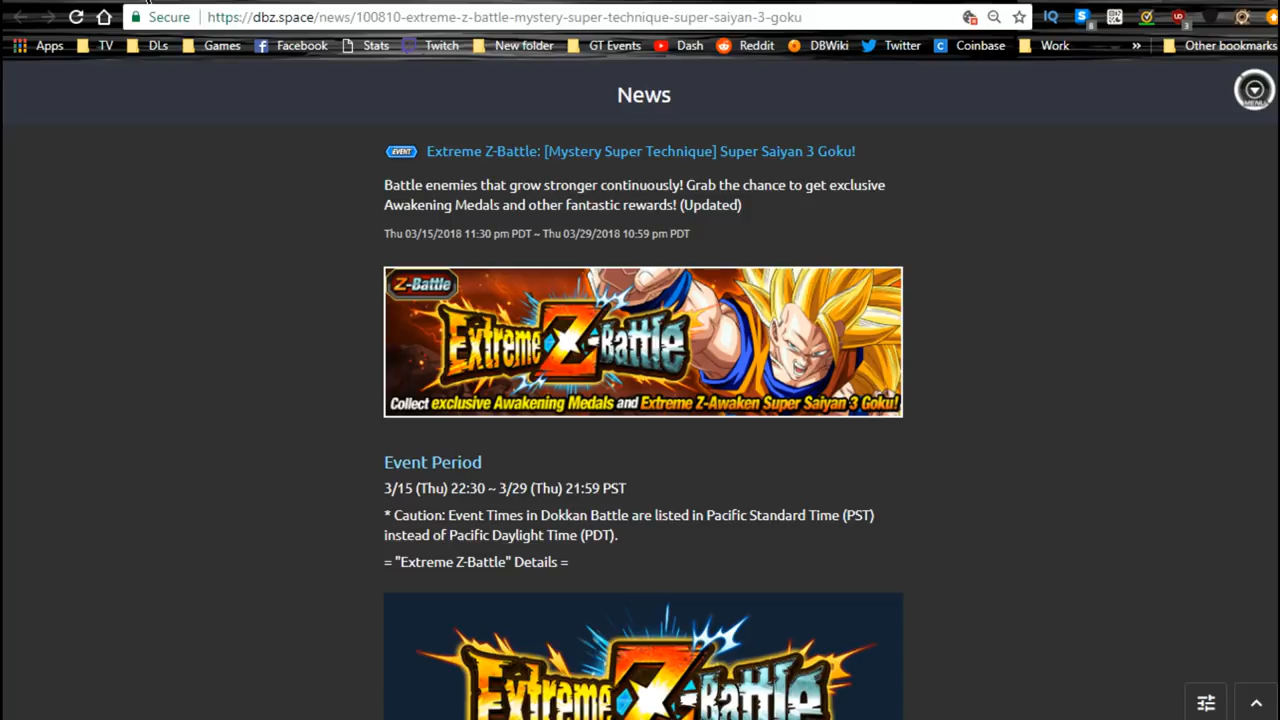 Secure https://dbz.space/news/100810-extreme-z-battle-mystery-super-technique-super-saiyan-3-goku
Apps TV DLs Games Facebook Stats Twitch New folder GT Events Dash Reddit DBWiki Twitter Coinbase Work » Other bookmarks
News
MENU
EVENT Extreme Z-Battle: [Mystery Super Technique] Super Saiyan 3 Goku!
Battle enemies that grow stronger continuously! Grab the chance to get exclusive
Awakening Medals and other fantastic rewards! (Updated)
Thu 03/15/2018 11:30 pm PDT ~ Thu 03/29/2018 10:59 pm PDT
Z-Battle
Extreme Z-Battle
Collect exclusive Awakening Medals and Extreme Z-Awaken Super Saiyan 3 Goku!
Event Period
3/15 (Thu) 22:30 ~ 3/29 (Thu) 21:59 PST
* Caution: Event Times in Dokkan Battle are listed in Pacific Standard Time (PST)
instead of Pacific Daylight Time (PDT).
= "Extreme Z-Battle" Details =
Extreme Z-Battle